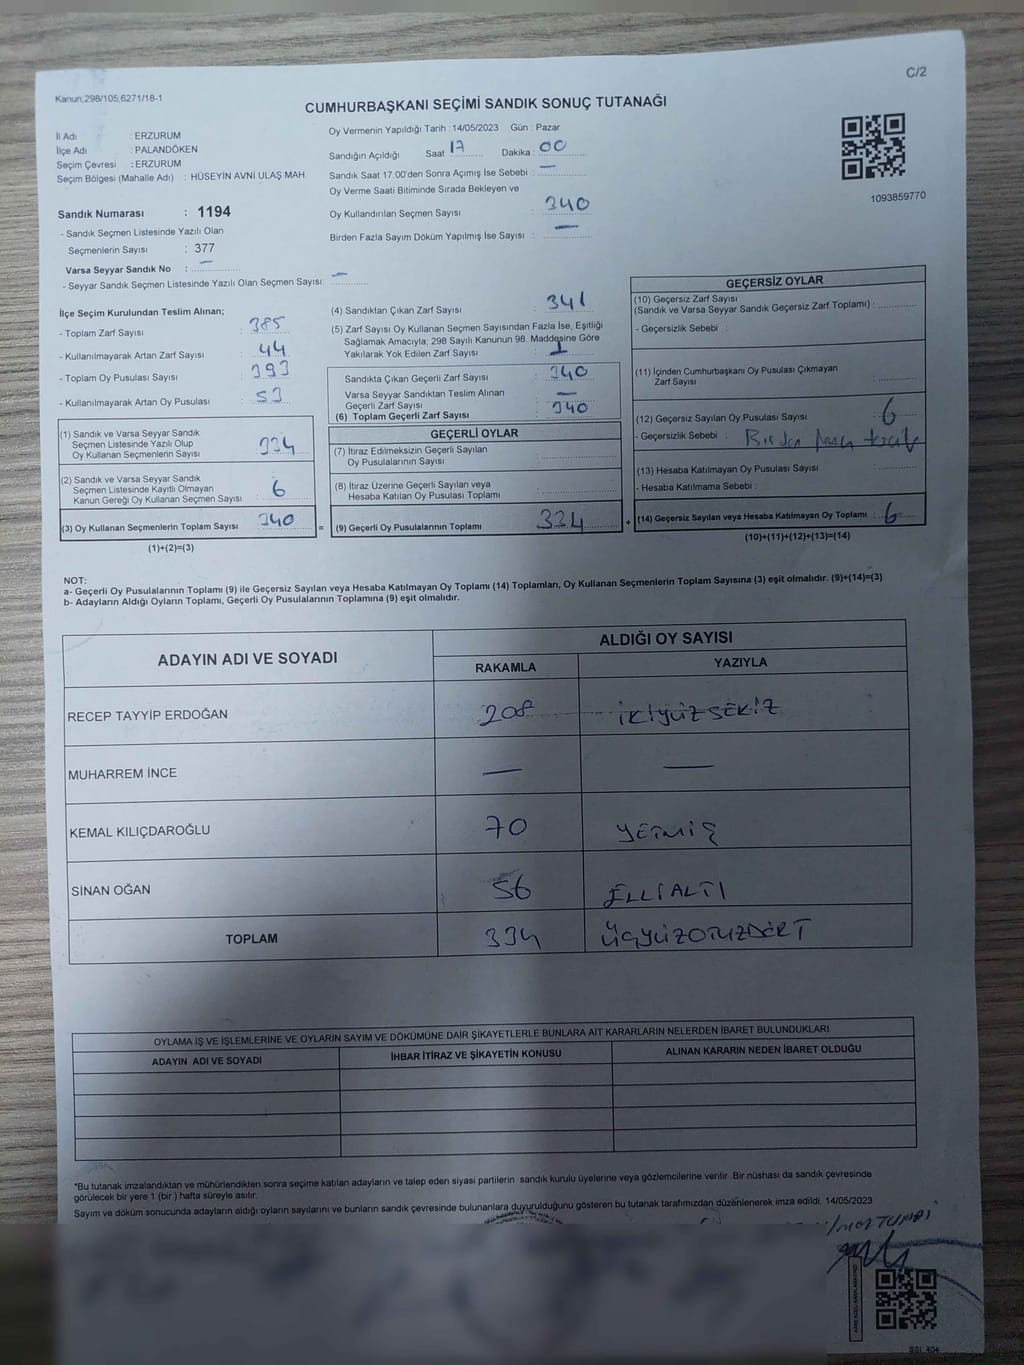 C/2
Kanun:298/105,6271/18-1
CUMHURBAŞKANI SEÇİMİ SANDIK SONUÇ TUTANAĞI
İl Adı : ERZURUM
İlçe Adı : PALANDÖKEN
Seçim Çevresi : ERZURUM
Seçim Bölgesi (Mahalle Adı) : HÜSEYİN AVNİ ULAŞ MAH.
Sandık Numarası : 1194
- Sandık Seçmen Listesinde Yazılı Olan
Seçmenlerin Sayısı : 377
Varsa Seyyar Sandık No : —
- Seyyar Sandık Seçmen Listesinde Yazılı Olan Seçmen Sayısı: —
Oy Vermenin Yapıldığı Tarih : 14/05/2023 Gün : Pazar
Sandığın Açıldığı Saat 17 Dakika : 00
Sandık Saat 17:00'den Sonra Açımış İse Sebebi : —
Oy Verme Saati Bitiminde Sırada Bekleyen ve
Oy Kullandırılan Seçmen Sayısı : 340
Birden Fazla Sayım Döküm Yapılmış İse Sayısı : —
1093859770
İlçe Seçim Kurulundan Teslim Alınan;
- Toplam Zarf Sayısı : 385
- Kullanılmayarak Artan Zarf Sayısı : 44
- Toplam Oy Pusulası Sayısı : 393
- Kullanılmayarak Artan Oy Pusulası : 53
(1) Sandık ve Varsa Seyyar Sandık
Seçmen Listesinde Yazılı Olup
Oy Kullanan Seçmenlerin Sayısı : 334
(2) Sandık ve Varsa Seyyar Sandık
Seçmen Listesinde Kayıtlı Olmayan
Kanun Gereği Oy Kullanan Seçmen Sayısı : 6
(3) Oy Kullanan Seçmenlerin Toplam Sayısı : 340
(1)+(2)=(3)
(4) Sandıktan Çıkan Zarf Sayısı : 341
(5) Zarf Sayısı Oy Kullanan Seçmen Sayısından Fazla İse, Eşitliği
Sağlamak Amacıyla; 298 Sayılı Kanunun 98. Maddesine Göre
Yakılarak Yok Edilen Zarf Sayısı : 1
Sandıkta Çıkan Geçerli Zarf Sayısı : 340
Varsa Seyyar Sandıktan Teslim Alınan
Geçerli Zarf Sayısı : —
(6) Toplam Geçerli Zarf Sayısı : 340
GEÇERLİ OYLAR
(7) İtiraz Edilmeksizin Geçerli Sayılan
Oy Pusulalarının Sayısı :
(8) İtiraz Üzerine Geçerli Sayılan veya
Hesaba Katılan Oy Pusulası Toplamı :
= (9) Geçerli Oy Pusulalarının Toplamı : 334
GEÇERSİZ OYLAR
(10) Geçersiz Zarf Sayısı
(Sandık ve Varsa Seyyar Sandık Geçersiz Zarf Toplamı) :
- Geçersizlik Sebebi :
(11) İçinden Cumhurbaşkanı Oy Pusulası Çıkmayan
Zarf Sayısı :
(12) Geçersiz Sayılan Oy Pusulası Sayısı : 6
- Geçersizlik Sebebi : Birden fazla tercih
(13) Hesaba Katılmayan Oy Pusulası Sayısı :
- Hesaba Katılmama Sebebi :
+ (14) Geçersiz Sayılan veya Hesaba Katılmayan Oy Toplamı : 6
(10)+(11)+(12)+(13)=(14)
NOT:
a- Geçerli Oy Pusulalarının Toplamı (9) ile Geçersiz Sayılan veya Hesaba Katılmayan Oy Toplamı (14) Toplamları, Oy Kullanan Seçmenlerin Toplam Sayısına (3) eşit olmalıdır. (9)+(14)=(3)
b- Adayların Aldığı Oyların Toplamı, Geçerli Oy Pusulalarının Toplamına (9) eşit olmalıdır.
ADAYIN ADI VE SOYADI
ALDIĞI OY SAYISI
RAKAMLA YAZIYLA
RECEP TAYYİP ERDOĞAN 208 İKİYÜZSEKİZ
MUHARREM İNCE — —
KEMAL KILIÇDAROĞLU 70 YETMİŞ
SİNAN OĞAN 56 ELLİALTI
TOPLAM 334 ÜÇYÜZOTUZDÖRT
OYLAMA İŞ VE İŞLEMLERİNE VE OYLARIN SAYIM VE DÖKÜMÜNE DAİR ŞİKAYETLERLE BUNLARA AİT KARARLARIN NELERDEN İBARET BULUNDUKLARI
ADAYIN ADI VE SOYADI İHBAR İTİRAZ VE ŞİKAYETİN KONUSU ALINAN KARARIN NEDEN İBARET OLDUĞU
*Bu tutanak imzalandıktan ve mühürlendikten sonra seçime katılan adayların ve talep eden siyasi partilerin sandık kurulu üyelerine veya gözlemcilerine verilir. Bir nüshası da sandık çevresinde
görülecek bir yere 1 (bir ) hafta süreyle asılır.
Sayım ve döküm sonucunda adayların aldığı oyların sayılarını ve bunların sandık çevresinde bulunanlara duyurulduğunu gösteren bu tutanak tarafımızdan düzenlenerek imza edildi. 14/05/2023